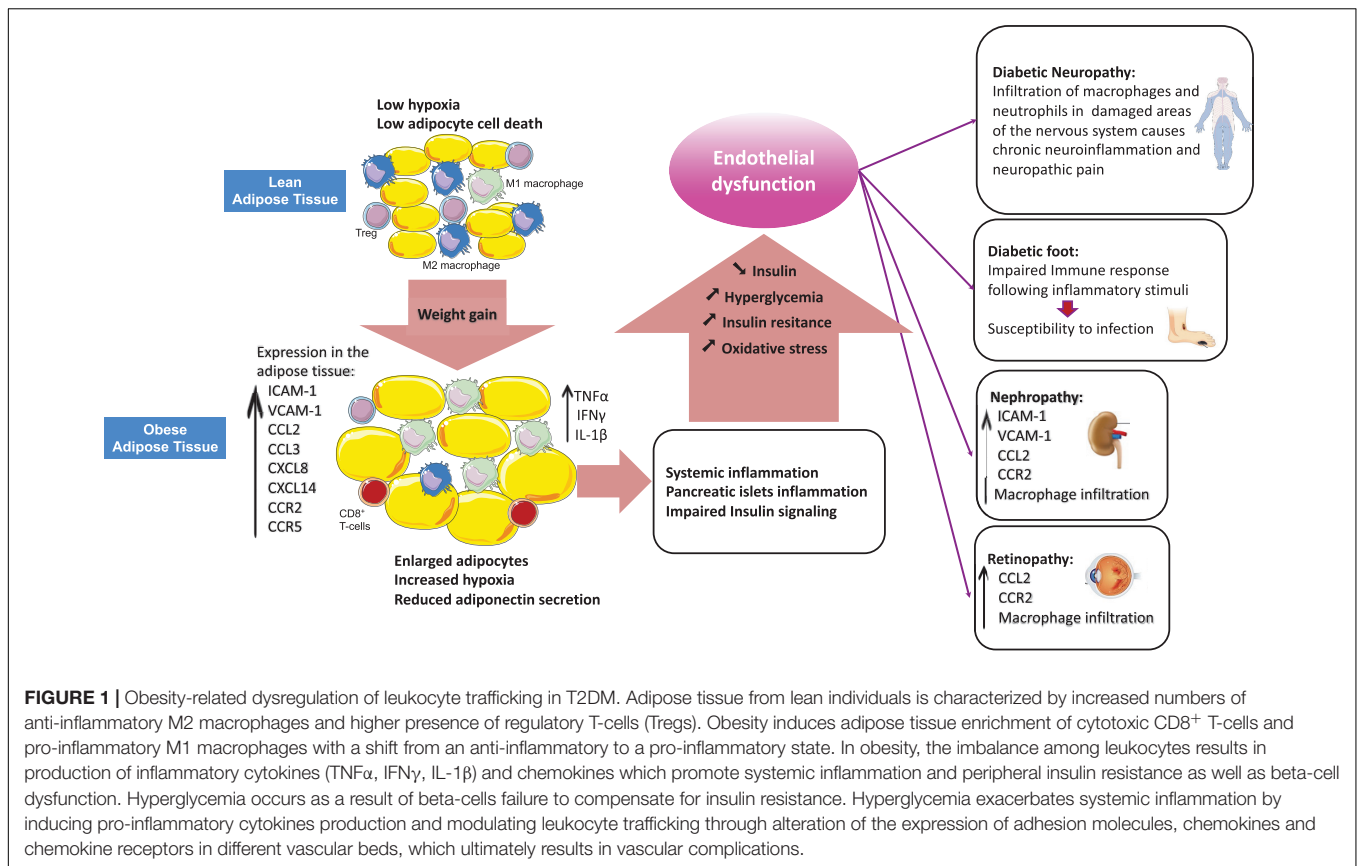 Low hypoxia
Low adipocyte cell death
Lean
Adipose Tissue
M1 macrophage
Treg
M2 macrophage
Weight gain
Expression in the
adipose tissue:
ICAM-1
VCAM-1
CCL2
CCL3
CXCL8
CXCL14
CCR2
CCR5
Obese
Adipose Tissue
TNFα
IFNγ
IL-1β
CD8⁺
T-cells
Enlarged adipocytes
Increased hypoxia
Reduced adiponectin secretion
Systemic inflammation
Pancreatic islets inflammation
Impaired Insulin signaling
Endothelial
dysfunction
↘ Insulin
↗ Hyperglycemia
↗ Insulin resitance
↗ Oxidative stress
Diabetic Neuropathy:
Infiltration of macrophages and
neutrophils in damaged areas
of the nervous system causes
chronic neuroinflammation and
neuropathic pain
Diabetic foot:
Impaired Immune response
following inflammatory stimuli
Susceptibility to infection
Nephropathy:
ICAM-1
VCAM-1
CCL2
CCR2
Macrophage infiltration
Retinopathy:
CCL2
CCR2
Macrophage infiltration
FIGURE 1 | Obesity-related dysregulation of leukocyte trafficking in T2DM. Adipose tissue from lean individuals is characterized by increased numbers of
anti-inflammatory M2 macrophages and higher presence of regulatory T-cells (Tregs). Obesity induces adipose tissue enrichment of cytotoxic CD8⁺ T-cells and
pro-inflammatory M1 macrophages with a shift from an anti-inflammatory to a pro-inflammatory state. In obesity, the imbalance among leukocytes results in
production of inflammatory cytokines (TNFα, IFNγ, IL-1β) and chemokines which promote systemic inflammation and peripheral insulin resistance as well as beta-cell
dysfunction. Hyperglycemia occurs as a result of beta-cells failure to compensate for insulin resistance. Hyperglycemia exacerbates systemic inflammation by
inducing pro-inflammatory cytokines production and modulating leukocyte trafficking through alteration of the expression of adhesion molecules, chemokines and
chemokine receptors in different vascular beds, which ultimately results in vascular complications.